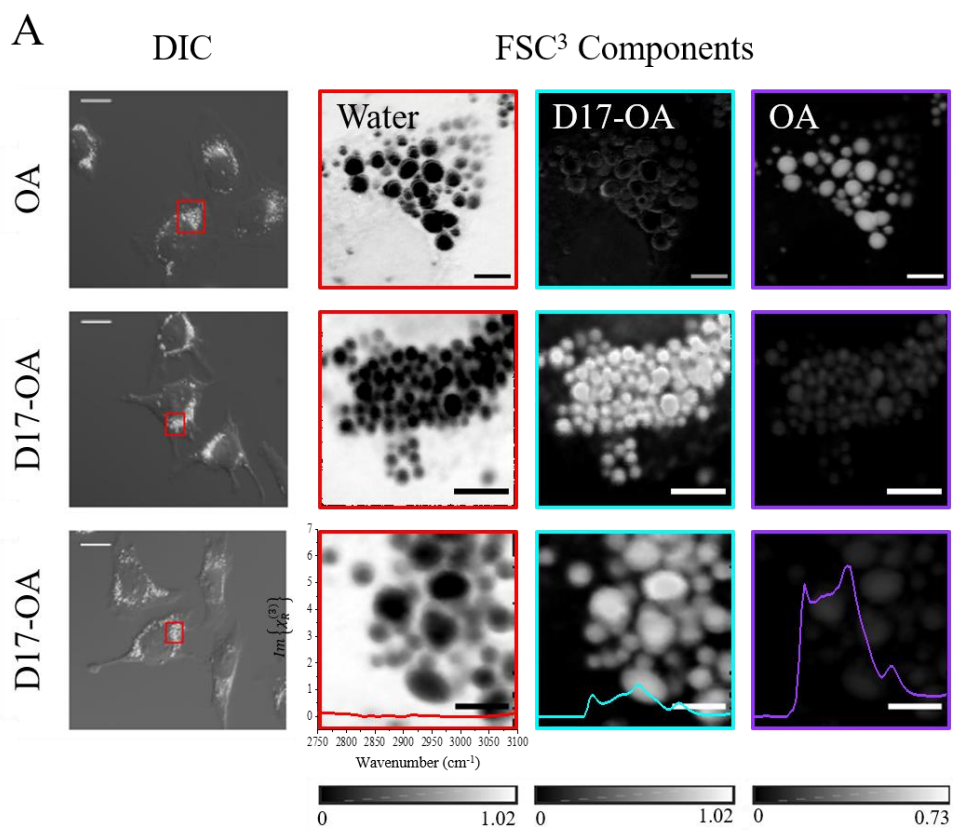 A
DIC
FSC³ Components
OA
Water
D17-OA
OA
D17-OA
D17-OA
Im{χ_R^(3)}
7
6
5
4
3
2
1
0
2750 2800 2850 2900 2950 3000 3050 3100
Wavenumber (cm⁻¹)
0 1.02
0 1.02
0 0.73